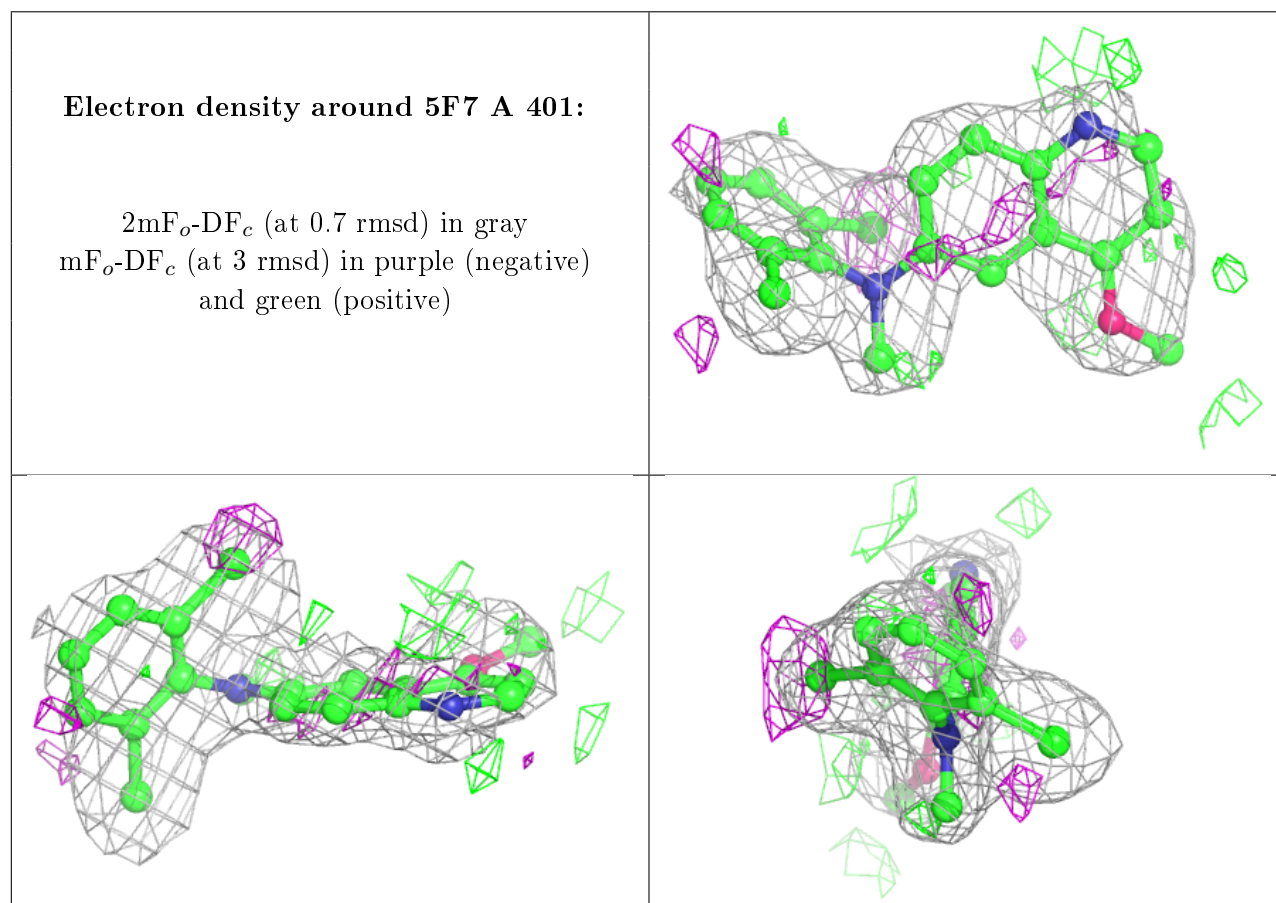 Electron density around 5F7 A 401:
2mFo-DFc (at 0.7 rmsd) in gray
mFo-DFc (at 3 rmsd) in purple (negative)
and green (positive)